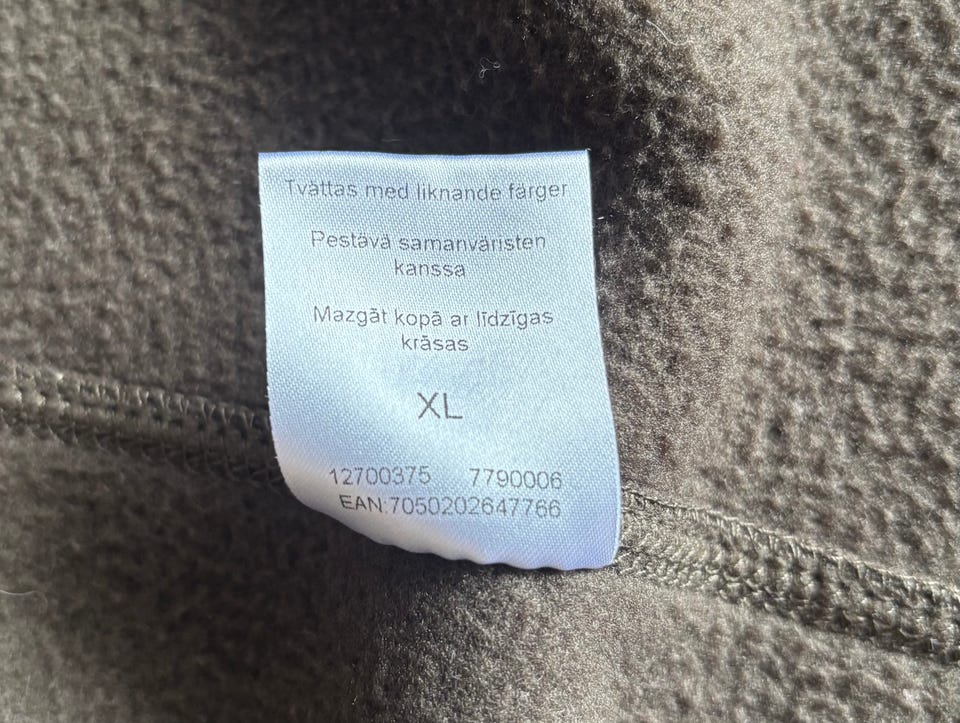 Tvättas med liknande färger
Pestävä samanväristen
kanssa
Mazgāt kopā ar līdzīgas
krāsas
XL
12700375 7790006
EAN:7050202647766